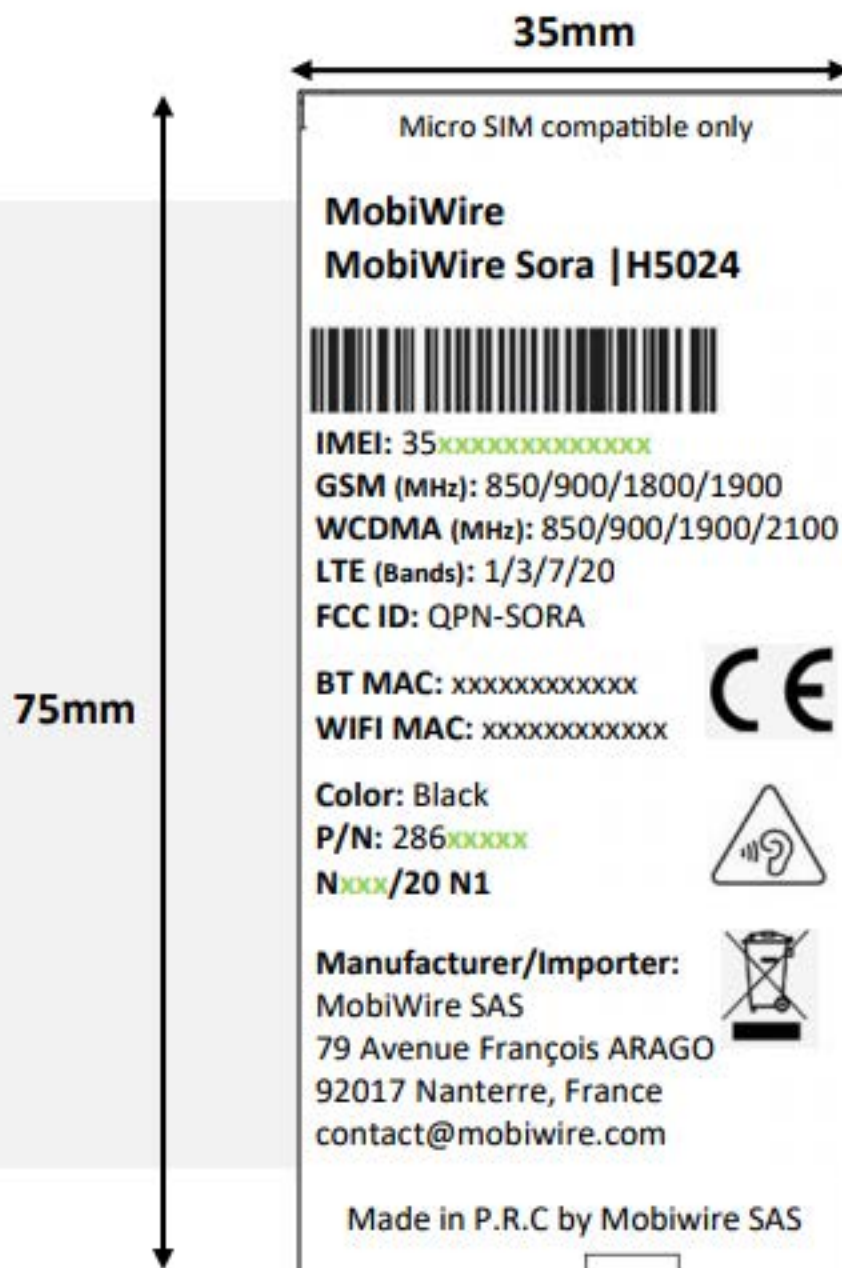 35mm
Micro SIM compatible only
MobiWire
MobiWire Sora |H5024
IMEI: 35xxxxxxxxxxxxx
GSM (MHz): 850/900/1800/1900
WCDMA (MHz): 850/900/1900/2100
LTE (Bands): 1/3/7/20
FCC ID: QPN-SORA
BT MAC: xxxxxxxxxxxx
WIFI MAC: xxxxxxxxxxxx
CE
75mm
Color: Black
P/N: 286xxxxx
Nxxx/20 N1
Manufacturer/Importer:
MobiWire SAS
79 Avenue François ARAGO
92017 Nanterre, France
contact@mobiwire.com
Made in P.R.C by Mobiwire SAS